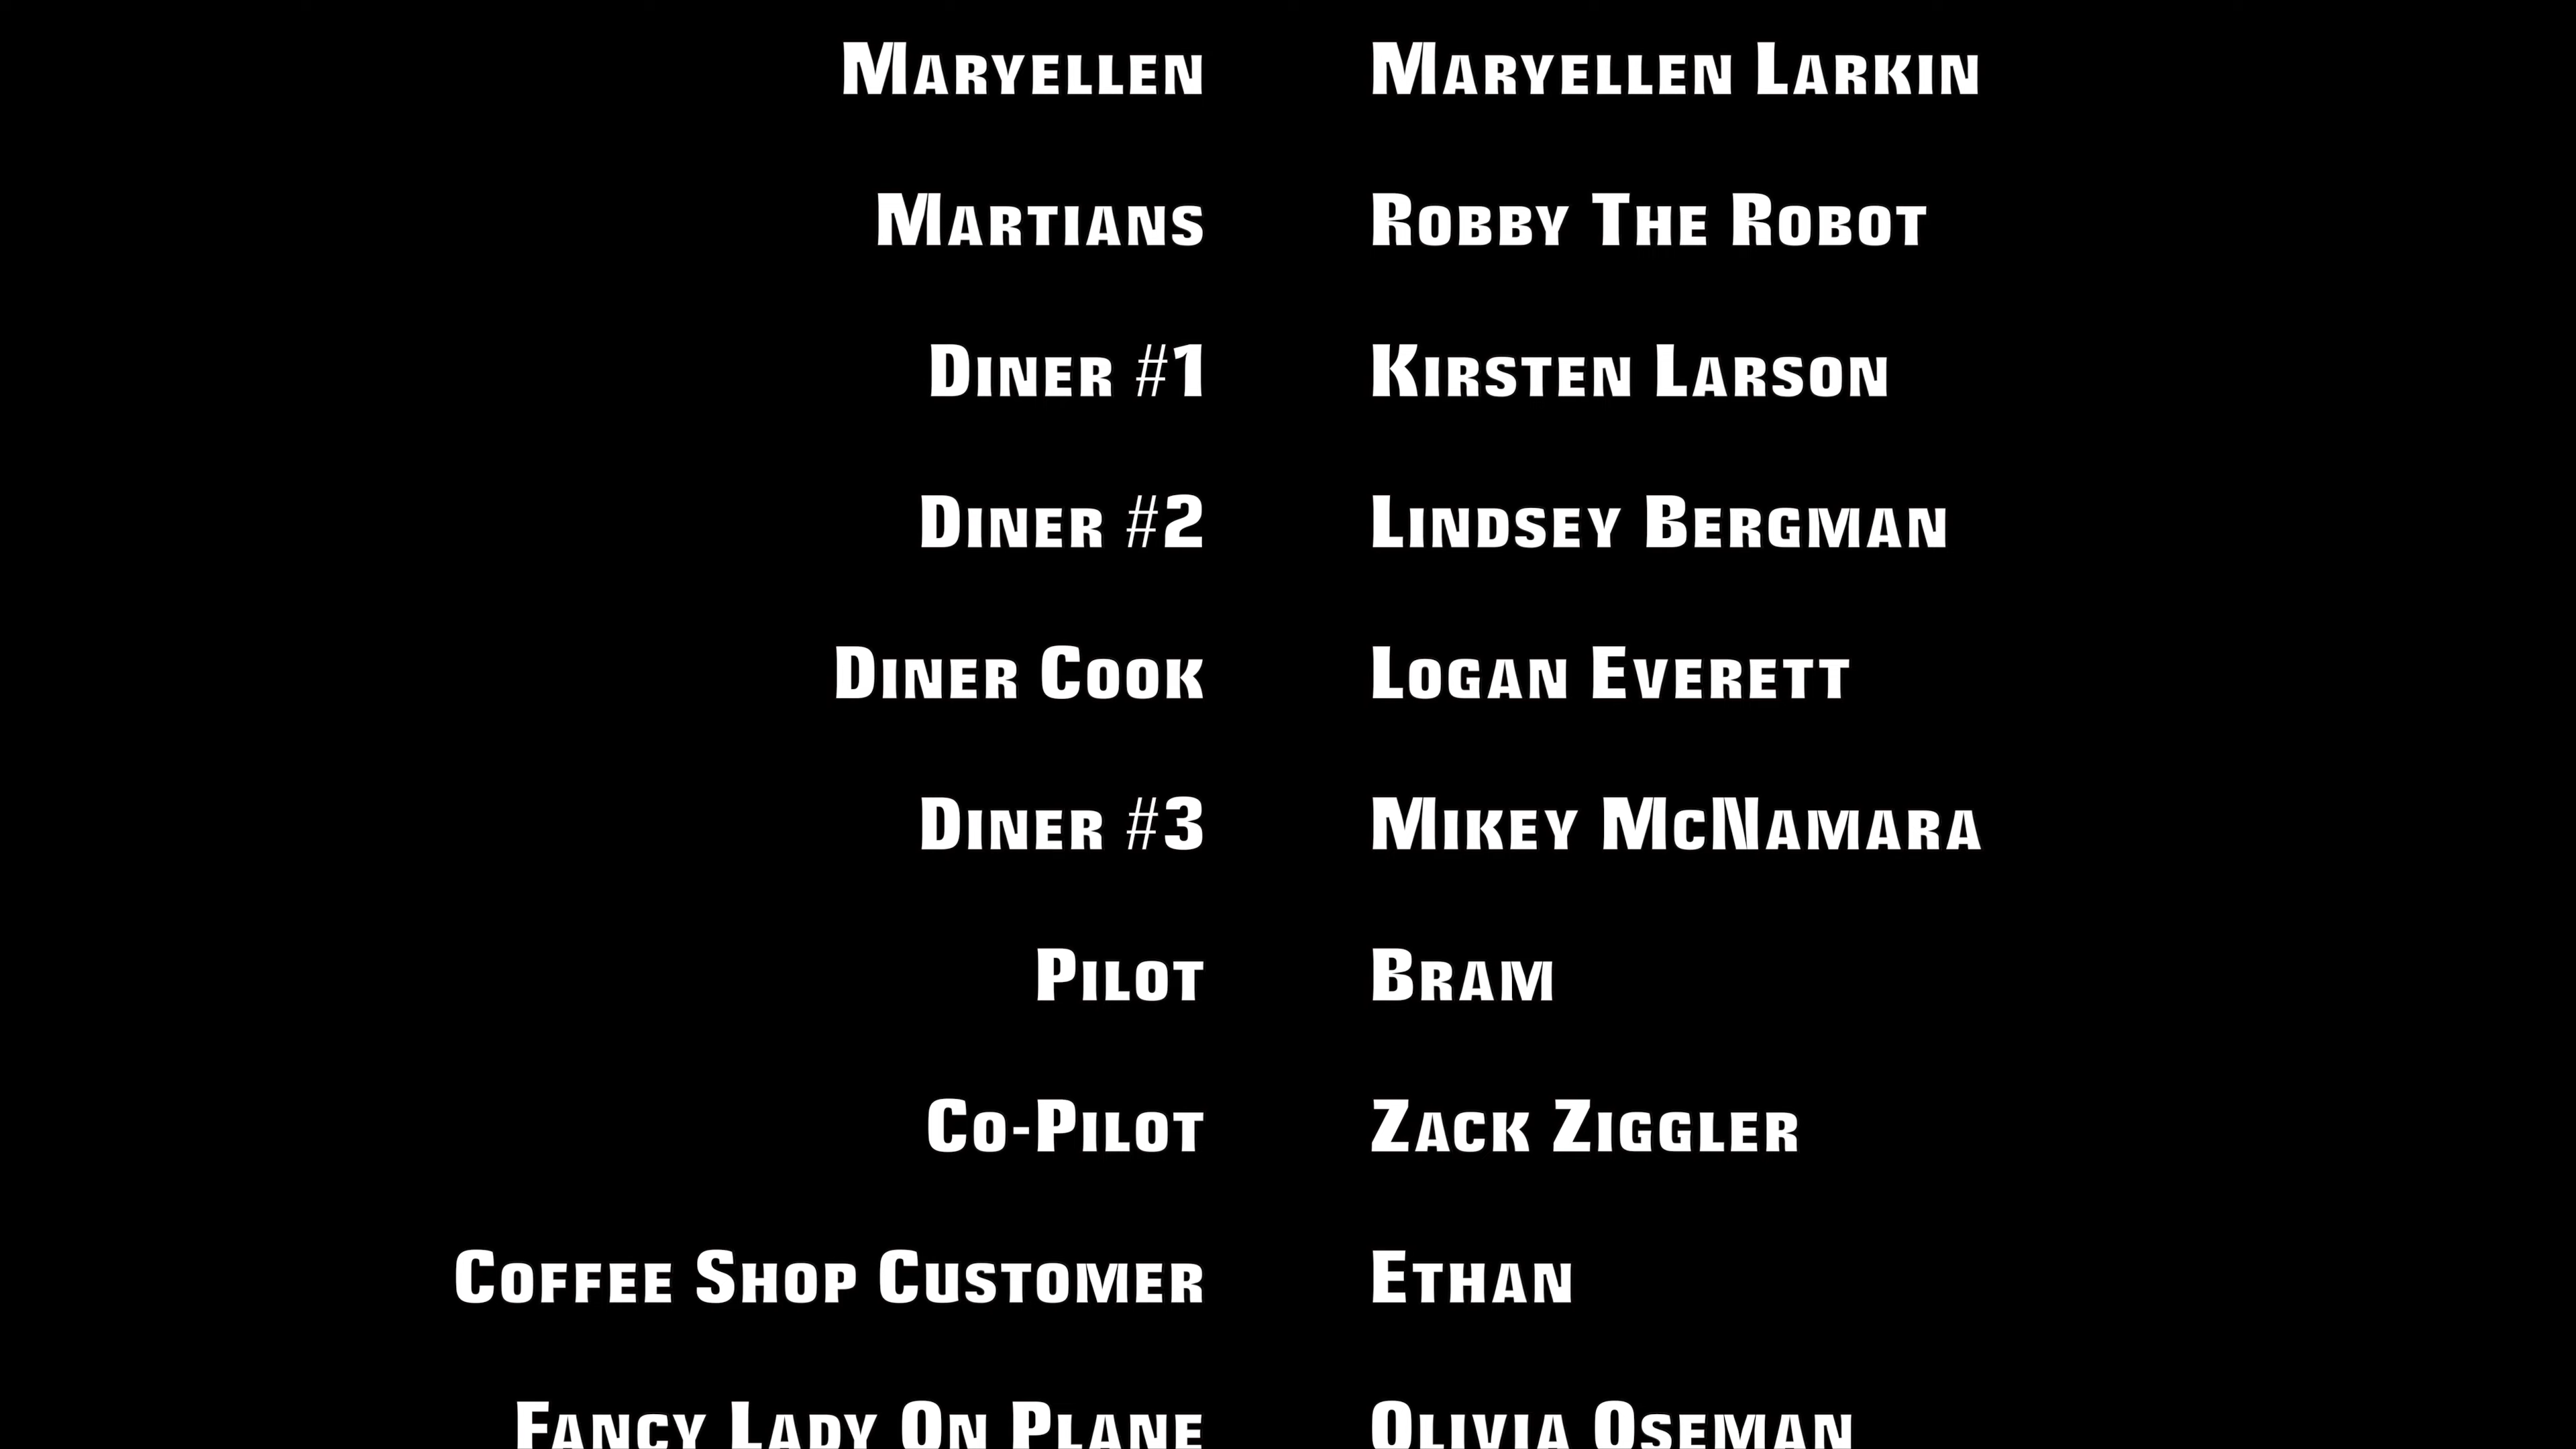 Maryellen Maryellen Larkin
Martians Robby The Robot
Diner #1 Kirsten Larson
Diner #2 Lindsey Bergman
Diner Cook Logan Everett
Diner #3 Mikey McNamara
Pilot Bram
Co-Pilot Zack Ziggler
Coffee Shop Customer Ethan
Fancy Lady On Plane Olivia Oseman